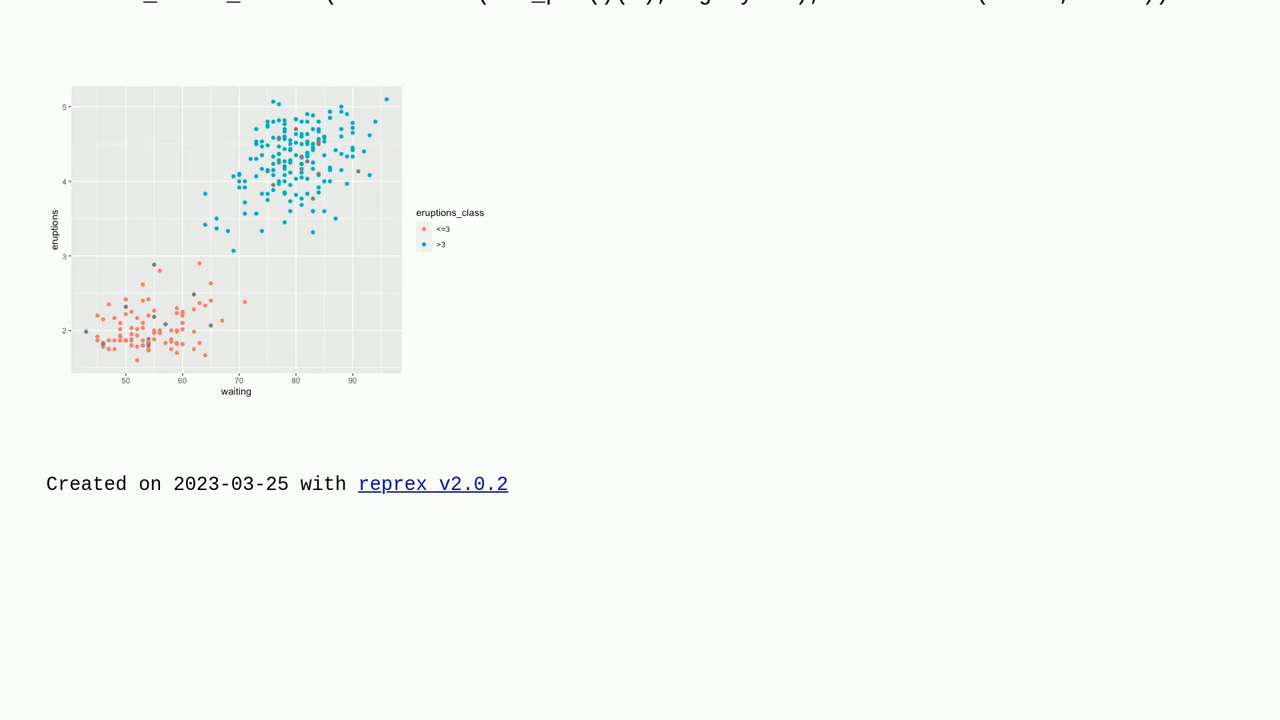 5
4
3
2
eruptions
50 60 70 80 90
waiting
eruptions_class
<=3
>3
Created on 2023-03-25 with reprex v2.0.2